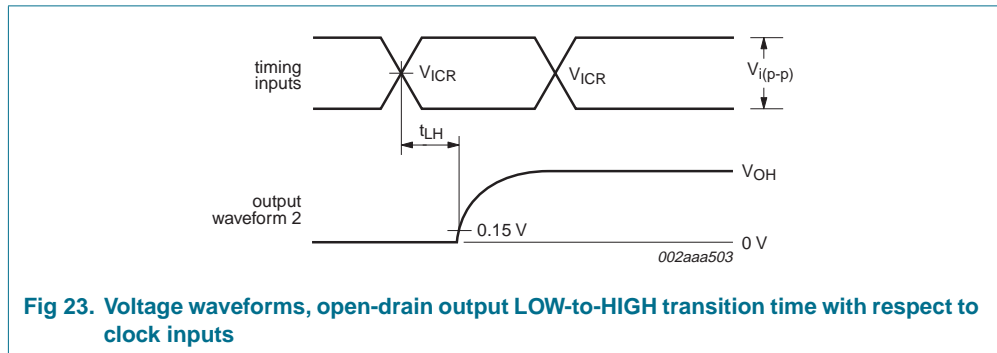 timing
inputs
VICR
VICR
Vi(p-p)
tLH
output
waveform 2
0.15 V
VOH
0 V
002aaa503
Fig 23. Voltage waveforms, open-drain output LOW-to-HIGH transition time with respect to
clock inputs